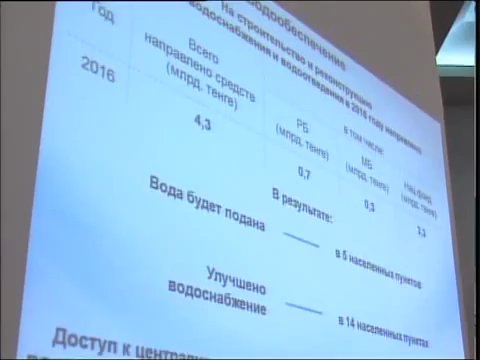 Водообеспечение
На строительство и реконструкцию
водоснабжения и водоотведения в 2016 году направлено
Год
Всего
направлено средств
(млрд. тенге)
в том числе:
РБ
(млрд. тенге)
МБ
(млрд. тенге)
Нац.фонд
(млрд. тенге)
2016
4,3
0,7
0,3
3,3
В результате:
Вода будет подана
в 5 населенных пунктов
Улучшено
водоснабжение
в 14 населенных пунктах
Доступ к